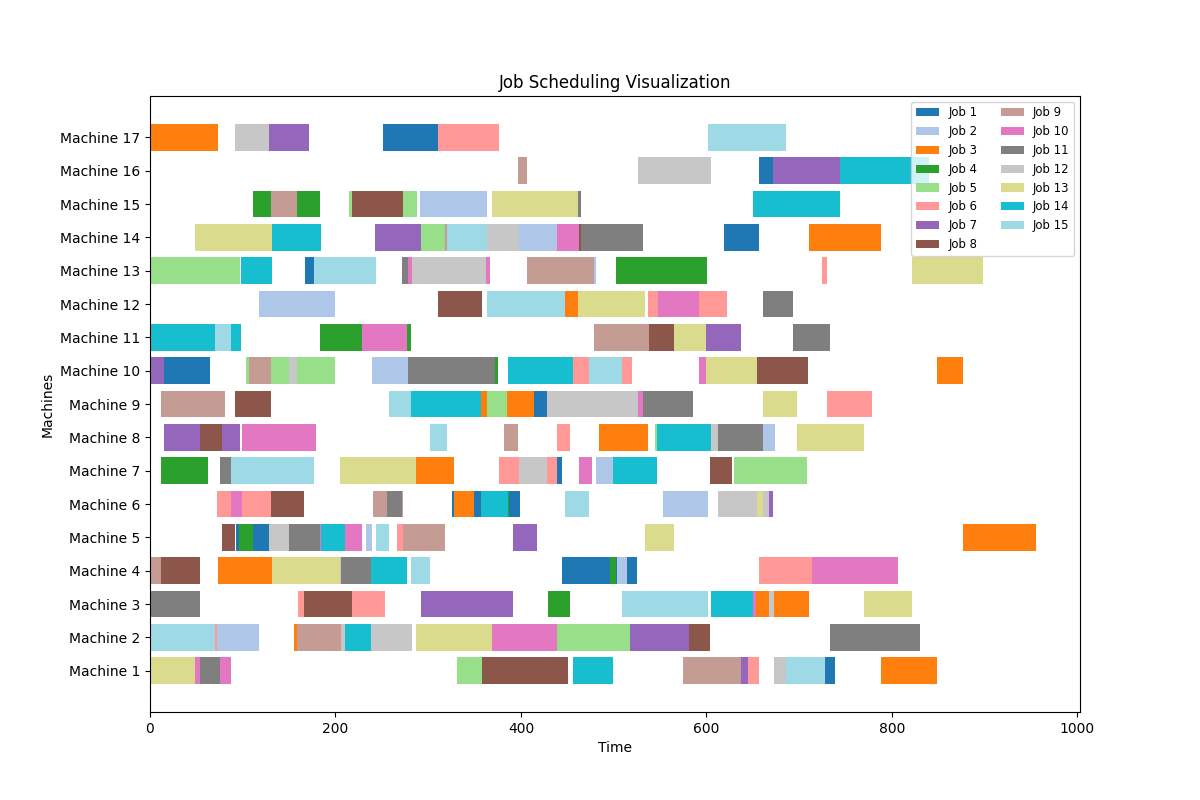 Job Scheduling Visualization
Machine 17
Machine 16
Machine 15
Machine 14
Machine 13
Machine 12
Machine 11
Machine 10
Machine 9
Machine 8
Machine 7
Machine 6
Machine 5
Machine 4
Machine 3
Machine 2
Machine 1
Machines
0 200 400 600 800 1000
Time
Job 1
Job 2
Job 3
Job 4
Job 5
Job 6
Job 7
Job 8
Job 9
Job 10
Job 11
Job 12
Job 13
Job 14
Job 15